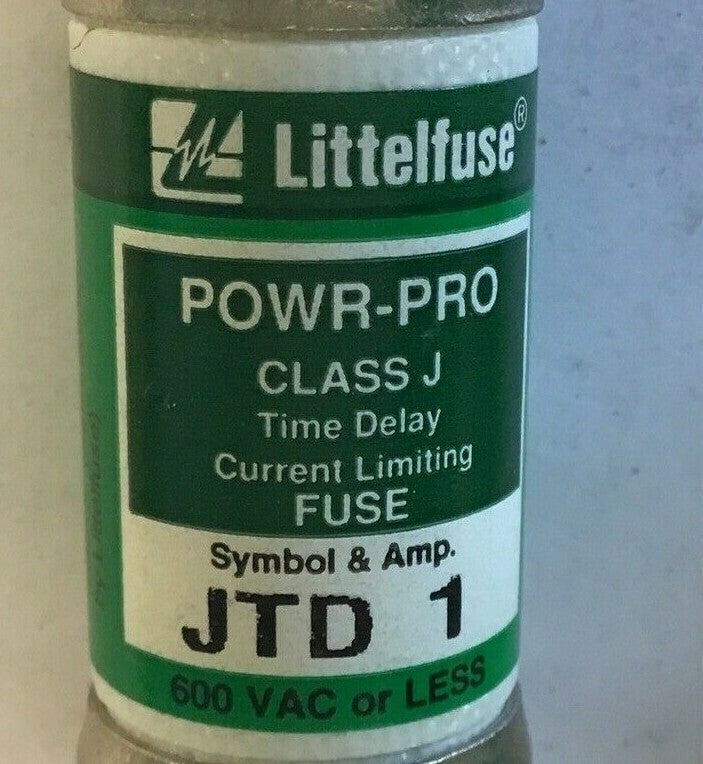 Littelfuse®
POWR-PRO
CLASS J
Time Delay
Current Limiting
FUSE
Symbol & Amp.
JTD 1
600 VAC or LESS